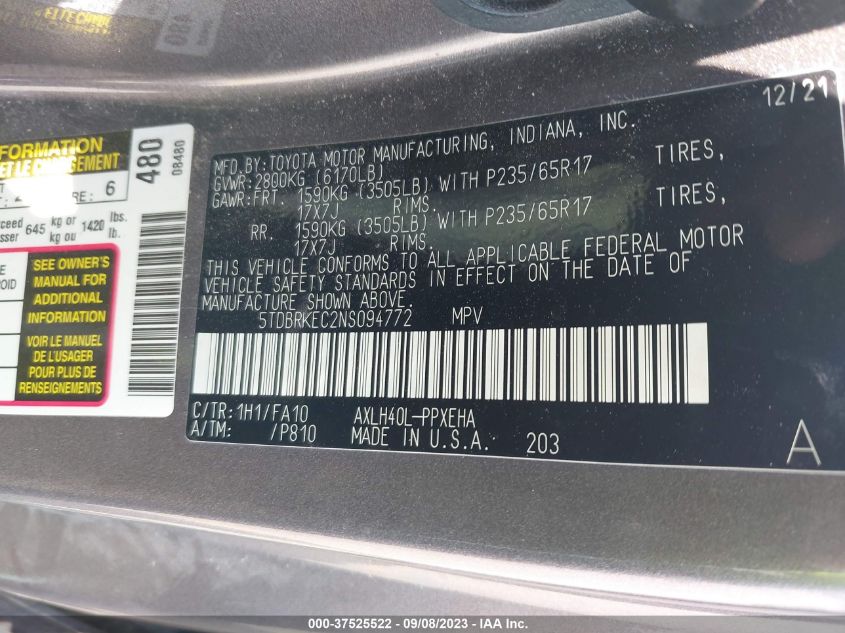 12/21
MFD.BY:TOYOTA MOTOR MANUFACTURING, INDIANA, INC.
GVWR:2800KG (6170LB)
GAWR:FRT. 1590KG (3505LB) WITH P235/65R17 TIRES,
17X7J RIMS.
RR. 1590KG (3505LB) WITH P235/65R17 TIRES,
17X7J RIMS.
THIS VEHICLE CONFORMS TO ALL APPLICABLE FEDERAL MOTOR
VEHICLE SAFETY STANDARDS IN EFFECT ON THE DATE OF
MANUFACTURE SHOWN ABOVE.
5TDBRKEC2NS094772 MPV
C/TR: 1H1/FA10 AXLH40L-PPXEHA
A/TM: /P810 MADE IN U.S.A. 203
A
480
08480
6
645 kg or kg ou 1420 lbs. lb.
SEE OWNER'S
MANUAL FOR
ADDITIONAL
INFORMATION
VOIR MANUEL
DE L'USAGER
POUR PLUS DE
RENSEIGNEMENTS
000-37525522 - 09/08/2023 - IAA Inc.